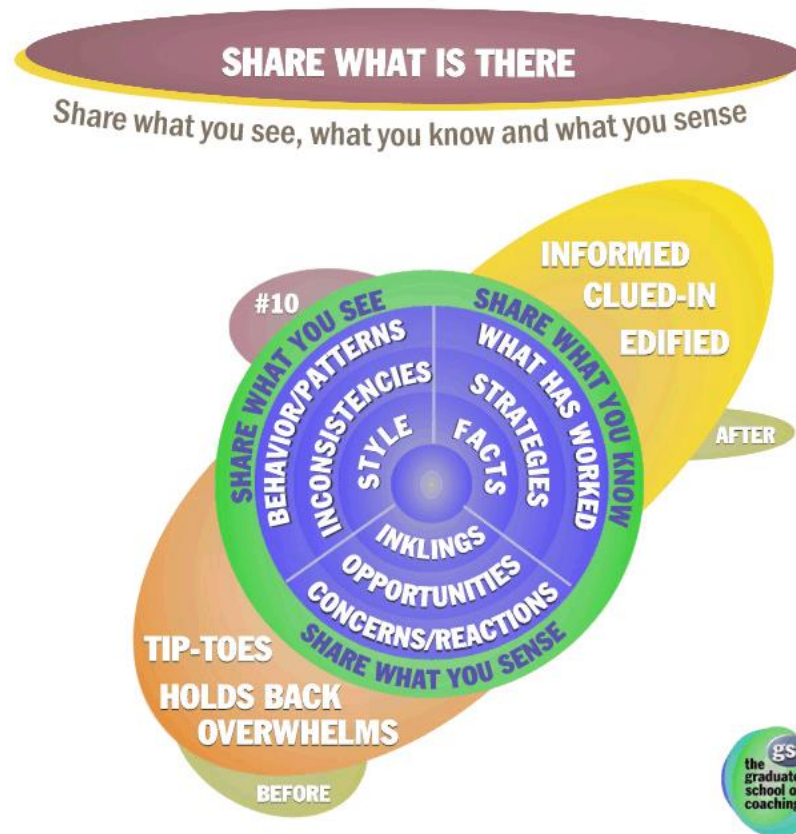 SHARE WHAT IS THERE
Share what you see, what you know and what you sense
#10
INFORMED
CLUED-IN
EDIFIED
AFTER
SHARE WHAT YOU SEE
BEHAVIOR/PATTERNS
INCONSISTENCIES
STYLE
SHARE WHAT YOU KNOW
WHAT HAS WORKED
STRATEGIES
FACTS
INKLINGS
OPPORTUNITIES
CONCERNS/REACTIONS
SHARE WHAT YOU SENSE
TIP-TOES
HOLDS BACK
OVERWHELMS
BEFORE
gs
the
graduate
school o
coaching